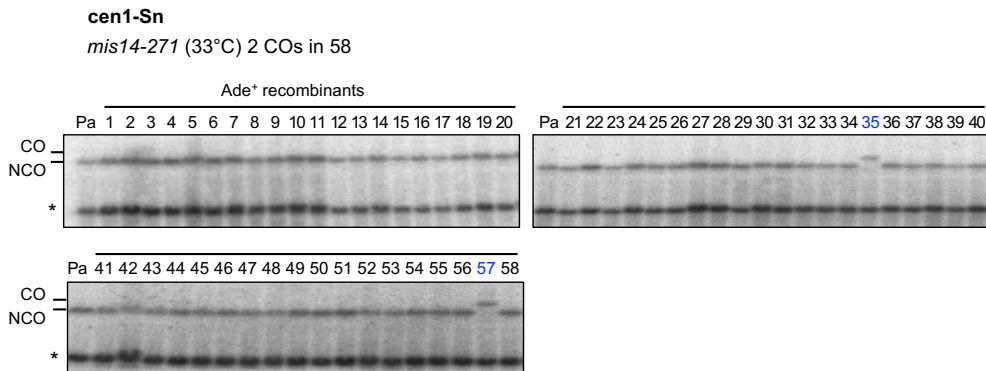 cen1-Sn
mis14-271 (33°C) 2 COs in 58
Ade⁺ recombinants
Pa 1 2 3 4 5 6 7 8 9 10 11 12 13 14 15 16 17 18 19 20
CO
NCO
*
Pa 21 22 23 24 25 26 27 28 29 30 31 32 33 34 35 36 37 38 39 40
Pa 41 42 43 44 45 46 47 48 49 50 51 52 53 54 55 56 57 58
CO
NCO
*